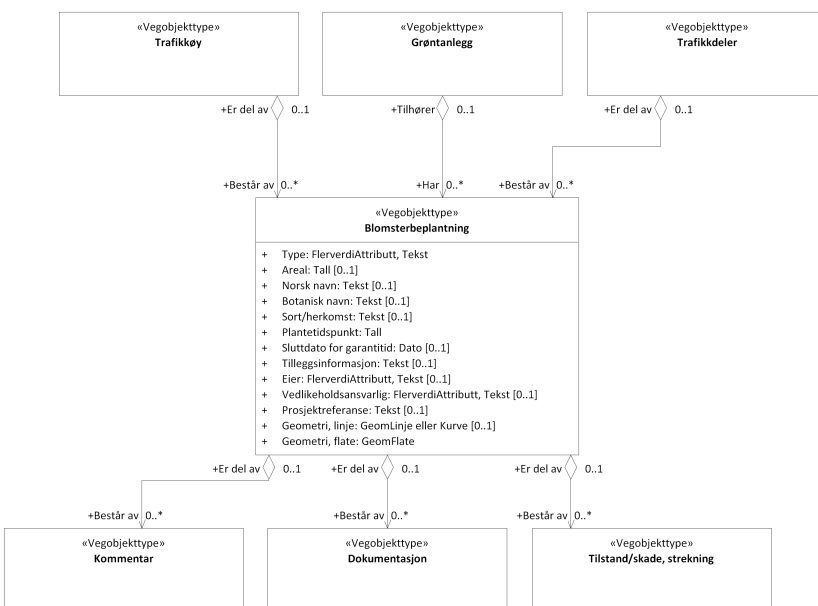 «Vegobjekttype»
Trafikkøy
«Vegobjekttype»
Grøntanlegg
«Vegobjekttype»
Trafikkdeler
+Er del av 0..1
+Tilhører 0..1
+Er del av 0..1
+Består av 0..*
+Har 0..*
+Består av 0..*
«Vegobjekttype»
Blomsterbeplantning
+ Type: FlerverdiAttributt, Tekst
+ Areal: Tall [0..1]
+ Norsk navn: Tekst [0..1]
+ Botanisk navn: Tekst [0..1]
+ Sort/herkomst: Tekst [0..1]
+ Plantetidspunkt: Tall
+ Sluttdato for garantitid: Dato [0..1]
+ Tilleggsinformasjon: Tekst [0..1]
+ Eier: FlerverdiAttributt, Tekst [0..1]
+ Vedlikeholdsansvarlig: FlerverdiAttributt, Tekst [0..1]
+ Prosjektreferanse: Tekst [0..1]
+ Geometri, linje: GeomLinje eller Kurve [0..1]
+ Geometri, flate: GeomFlate
+Er del av 0..1
+Er del av 0..1
+Er del av 0..1
+Består av 0..*
+Består av 0..*
+Består av 0..*
«Vegobjekttype»
Kommentar
«Vegobjekttype»
Dokumentasjon
«Vegobjekttype»
Tilstand/skade, strekning